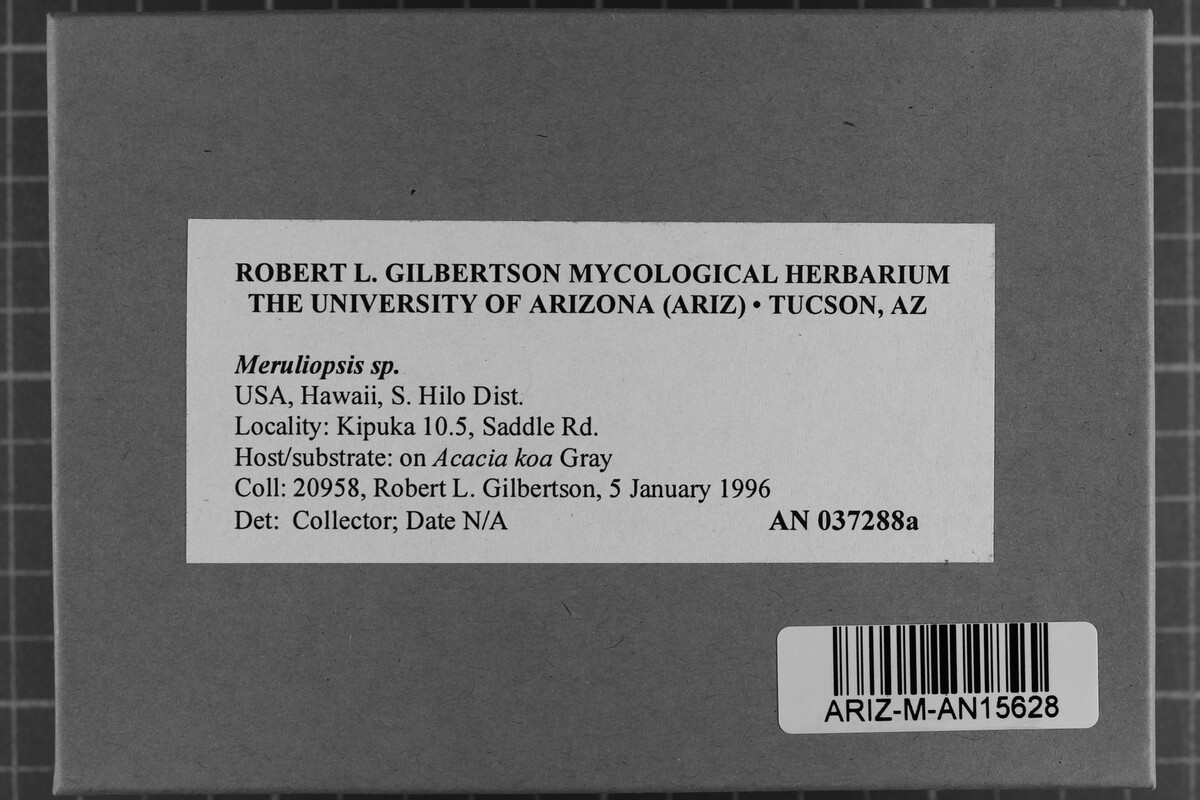 ROBERT L. GILBERTSON MYCOLOGICAL HERBARIUM
THE UNIVERSITY OF ARIZONA (ARIZ) • TUCSON, AZ
Meruliopsis sp.
USA, Hawaii, S. Hilo Dist.
Locality: Kipuka 10.5, Saddle Rd.
Host/substrate: on Acacia koa Gray
Coll: 20958, Robert L. Gilbertson, 5 January 1996
Det: Collector; Date N/A AN 037288a
ARIZ-M-AN15628